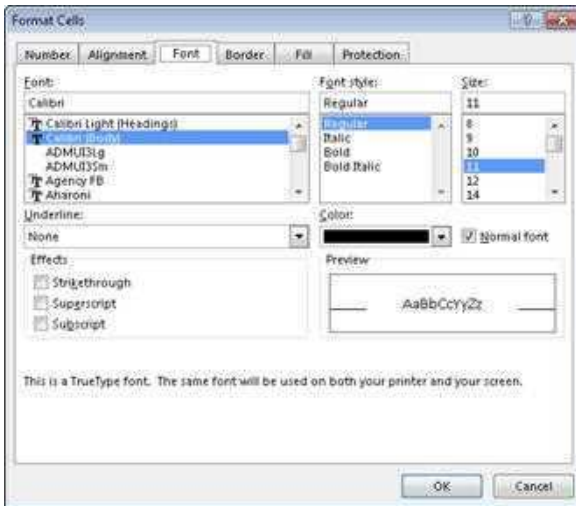 Format Cells
Number Alignment Font Border Fill Protection
Font: Font style: Size:
Calibri Regular 11
Calibri Light (Headings) Regular 8
Calibri (Body) Italic 9
ADMUI3Lg Bold 10
ADMUI3Sm Bold Italic 11
Agency FB 12
Aharoni 14
Underline: Color:
None Normal font
Effects Preview
Strikethrough
Superscript AaBbCcYyZz
Subscript
This is a TrueType font. The same font will be used on both your printer and your screen.
OK Cancel